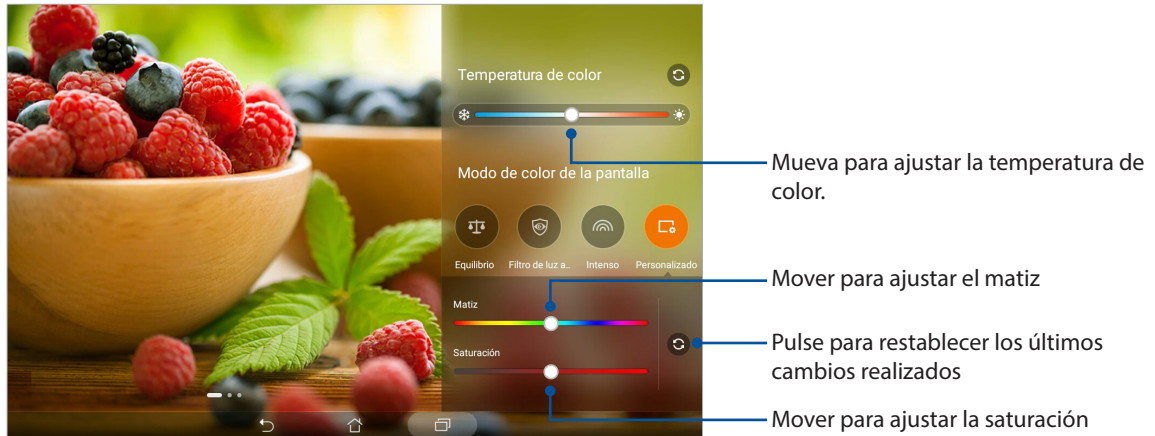 Temperatura de color
Mueva para ajustar la temperatura de
color.
Modo de color de la pantalla
Equilibrio
Filtro de luz a..
Intenso
Personalizado
Mover para ajustar el matiz
Matiz
Pulse para restablecer los últimos
cambios realizados
Saturación
Mover para ajustar la saturación